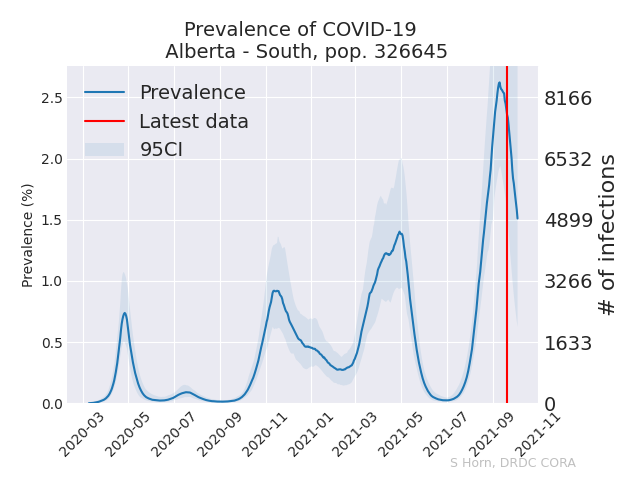 Prevalence of COVID-19
Alberta - South, pop. 326645
Prevalence
Latest data
95CI
Prevalence (%)
2.5
2.0
1.5
1.0
0.5
0.0
8166
6532
4899
3266
1633
0
# of infections
2020-03
2020-05
2020-07
2020-09
2020-11
2021-01
2021-03
2021-05
2021-07
2021-09
2021-11
S Horn, DRDC CORA